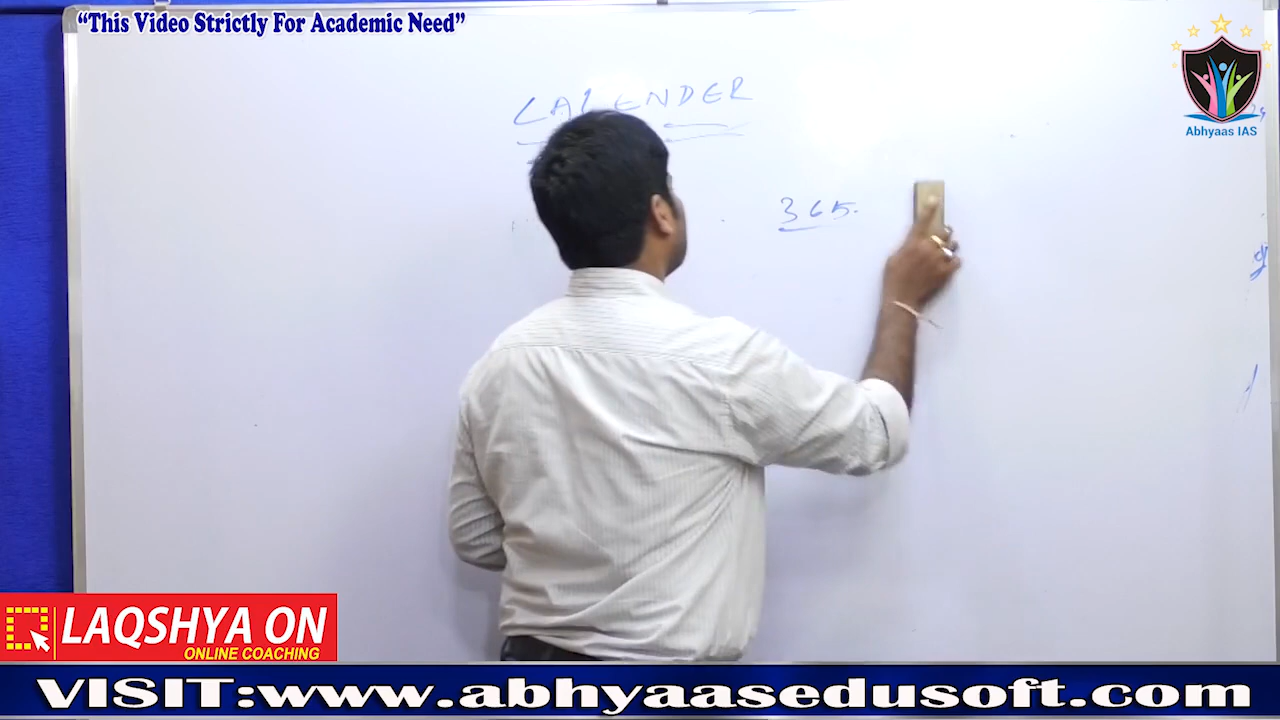 “This Video Strictly For Academic Need”
CALENDER
365.
Abhyaas IAS
LAQSHYA ON
ONLINE COACHING
VISIT:www.abhyaasedusoft.com